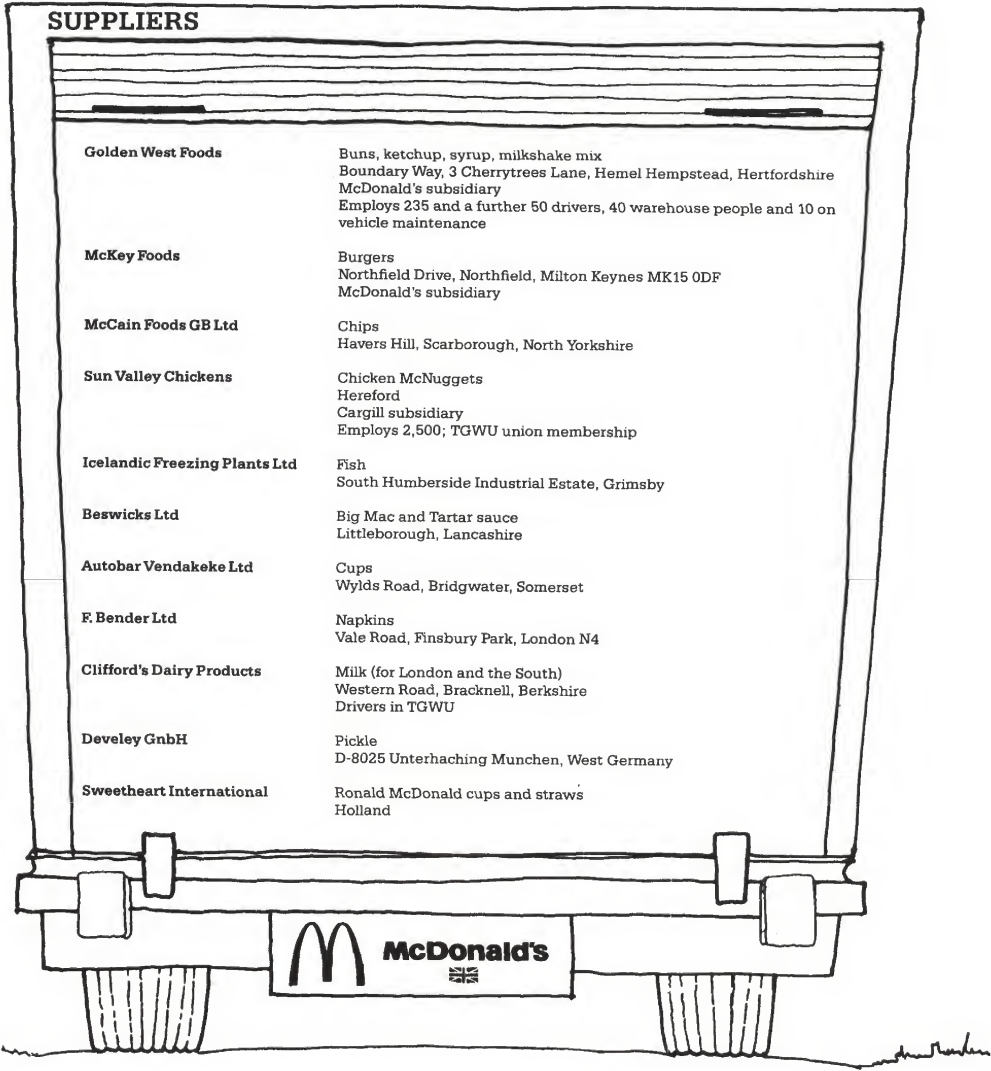 SUPPLIERS
Golden West Foods
Buns, ketchup, syrup, milkshake mix
Boundary Way, 3 Cherrytrees Lane, Hemel Hempstead, Hertfordshire
McDonald's subsidiary
Employs 235 and a further 50 drivers, 40 warehouse people and 10 on
vehicle maintenance
McKey Foods
Burgers
Northfield Drive, Northfield, Milton Keynes MK15 0DF
McDonald's subsidiary
McCain Foods GB Ltd
Chips
Havers Hill, Scarborough, North Yorkshire
Sun Valley Chickens
Chicken McNuggets
Hereford
Cargill subsidiary
Employs 2,500; TGWU union membership
Icelandic Freezing Plants Ltd
Fish
South Humberside Industrial Estate, Grimsby
Beswicks Ltd
Big Mac and Tartar sauce
Littleborough, Lancashire
Autobar Vendakeke Ltd
Cups
Wylds Road, Bridgwater, Somerset
F. Bender Ltd
Napkins
Vale Road, Finsbury Park, London N4
Clifford's Dairy Products
Milk (for London and the South)
Western Road, Bracknell, Berkshire
Drivers in TGWU
Develey GnbH
Pickle
D-8025 Unterhaching Munchen, West Germany
Sweetheart International
Ronald McDonald cups and straws
Holland
McDonald's